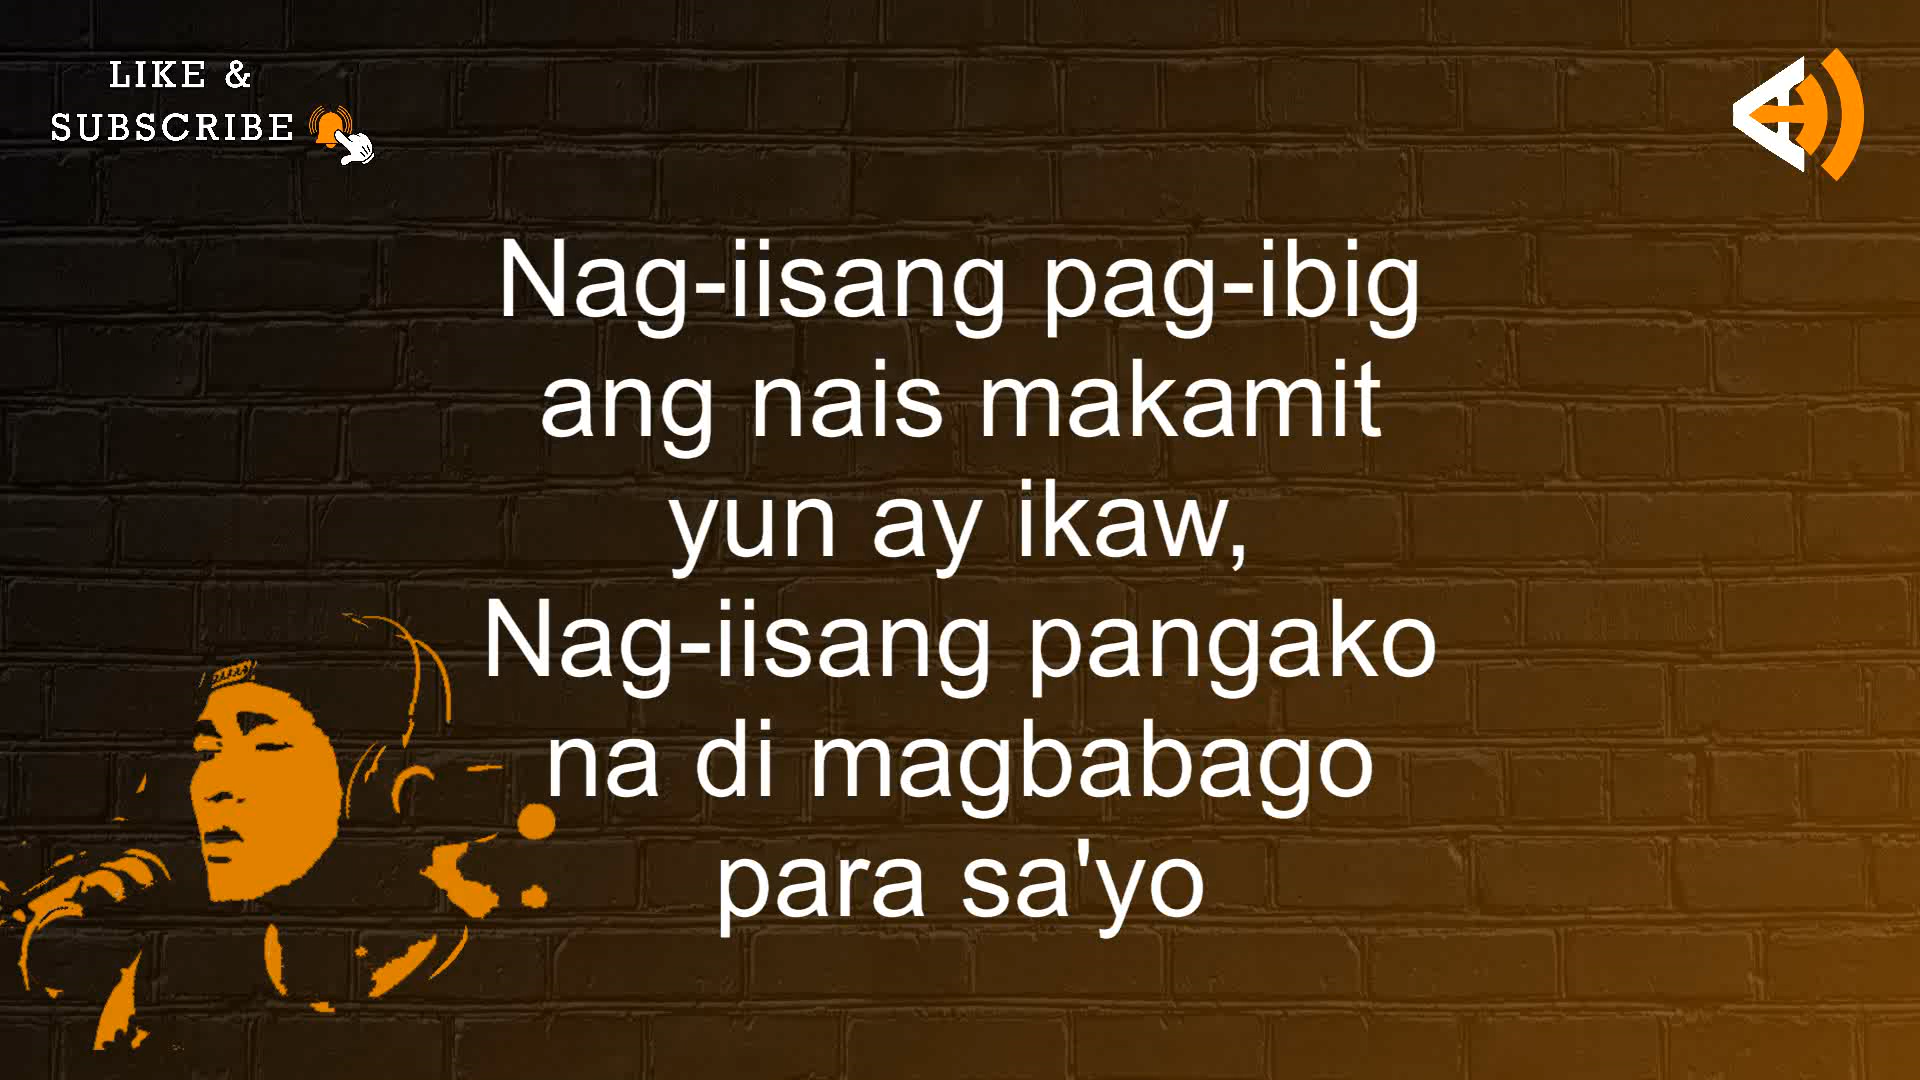 LIKE &
SUBSCRIBE
Nag-iisang pag-ibig
ang nais makamit
yun ay ikaw,
Nag-iisang pangako
na di magbabago
para sa'yo